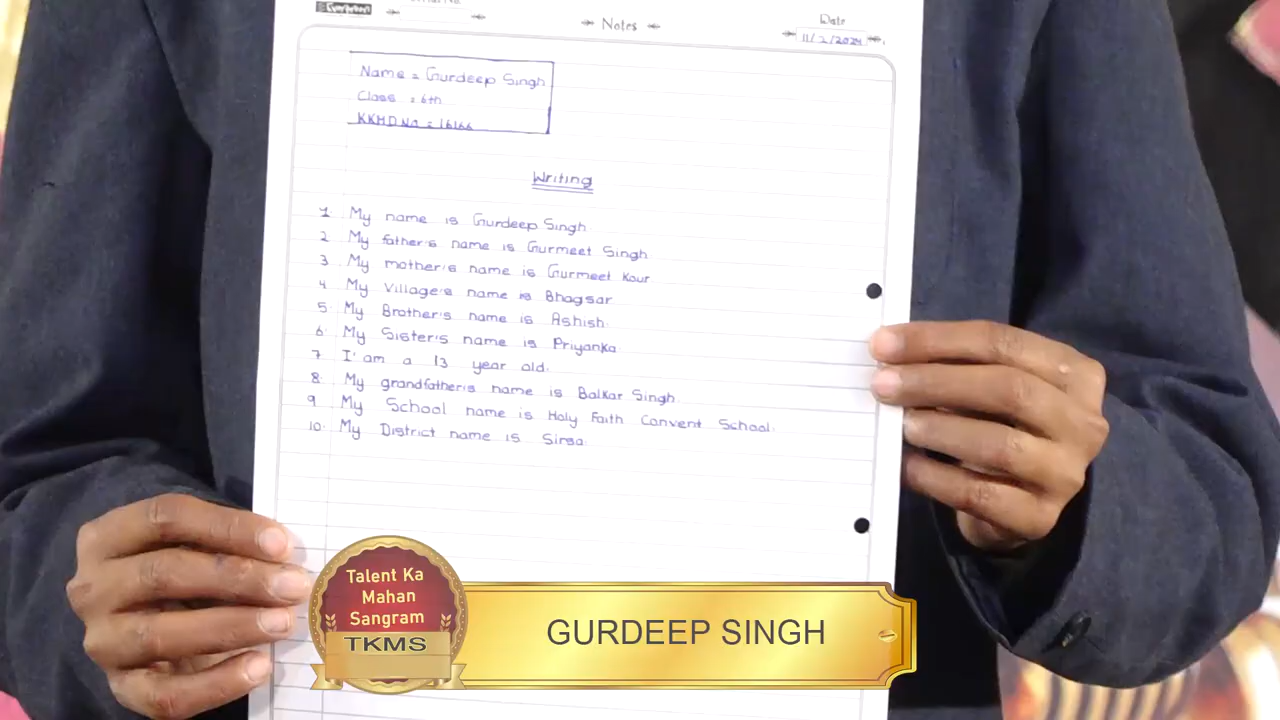 Notes
Date
11/2/2024
Name = Gurdeep Singh
Class = 6th
KKMD No = 16166
Writing
1. My name is Gurdeep Singh
2. My father's name is Gurmeet Singh
3. My mother's name is Gurmeet Kour
4. My Village's name is Bhagsar
5. My Brother's name is Ashish.
6. My Sister's name is Priyanka
7. I'am a 13 year old.
8. My grandfather's name is Balkar Singh.
9. My School name is Holy Faith Convent School.
10. My District name is Sirsa
Talent Ka
Mahan
Sangram
TKMS
GURDEEP SINGH